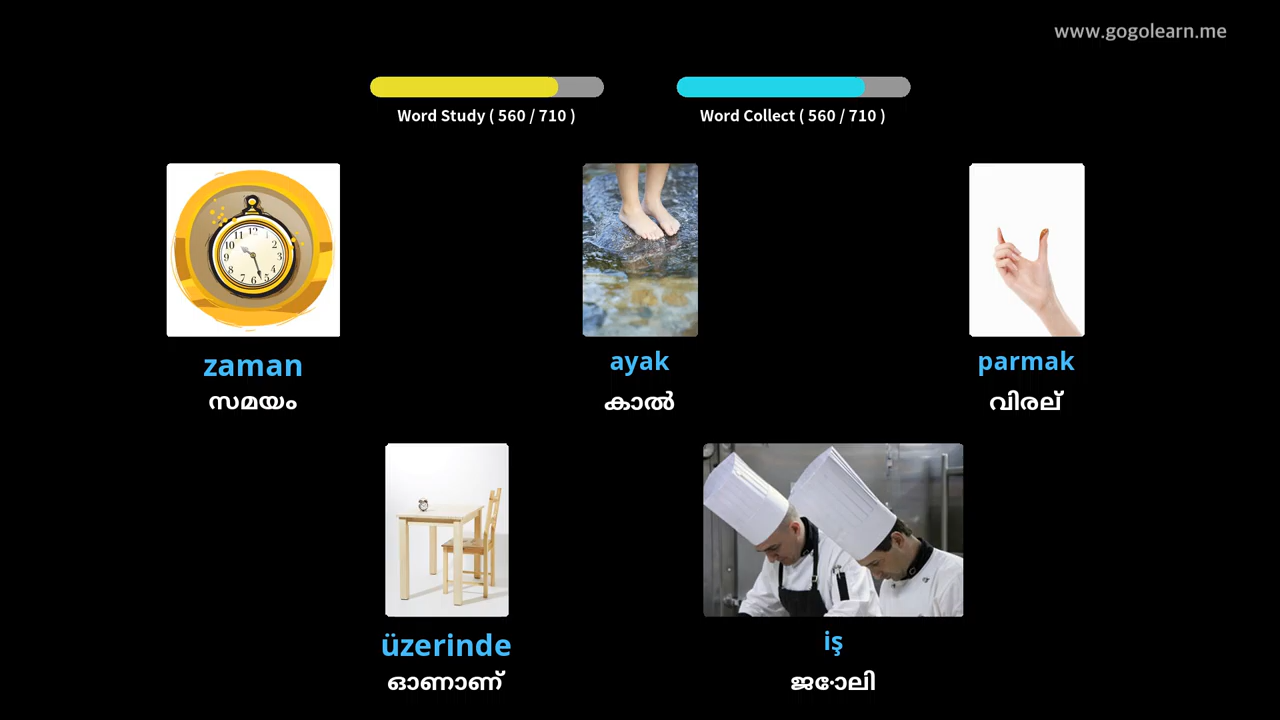 www.gogolearn.me
Word Study ( 560 / 710 )
Word Collect ( 560 / 710 )
zaman
സമയം
ayak
കാൽ
parmak
വിരല്
üzerinde
ഓണാണ്
iş
ജോലി